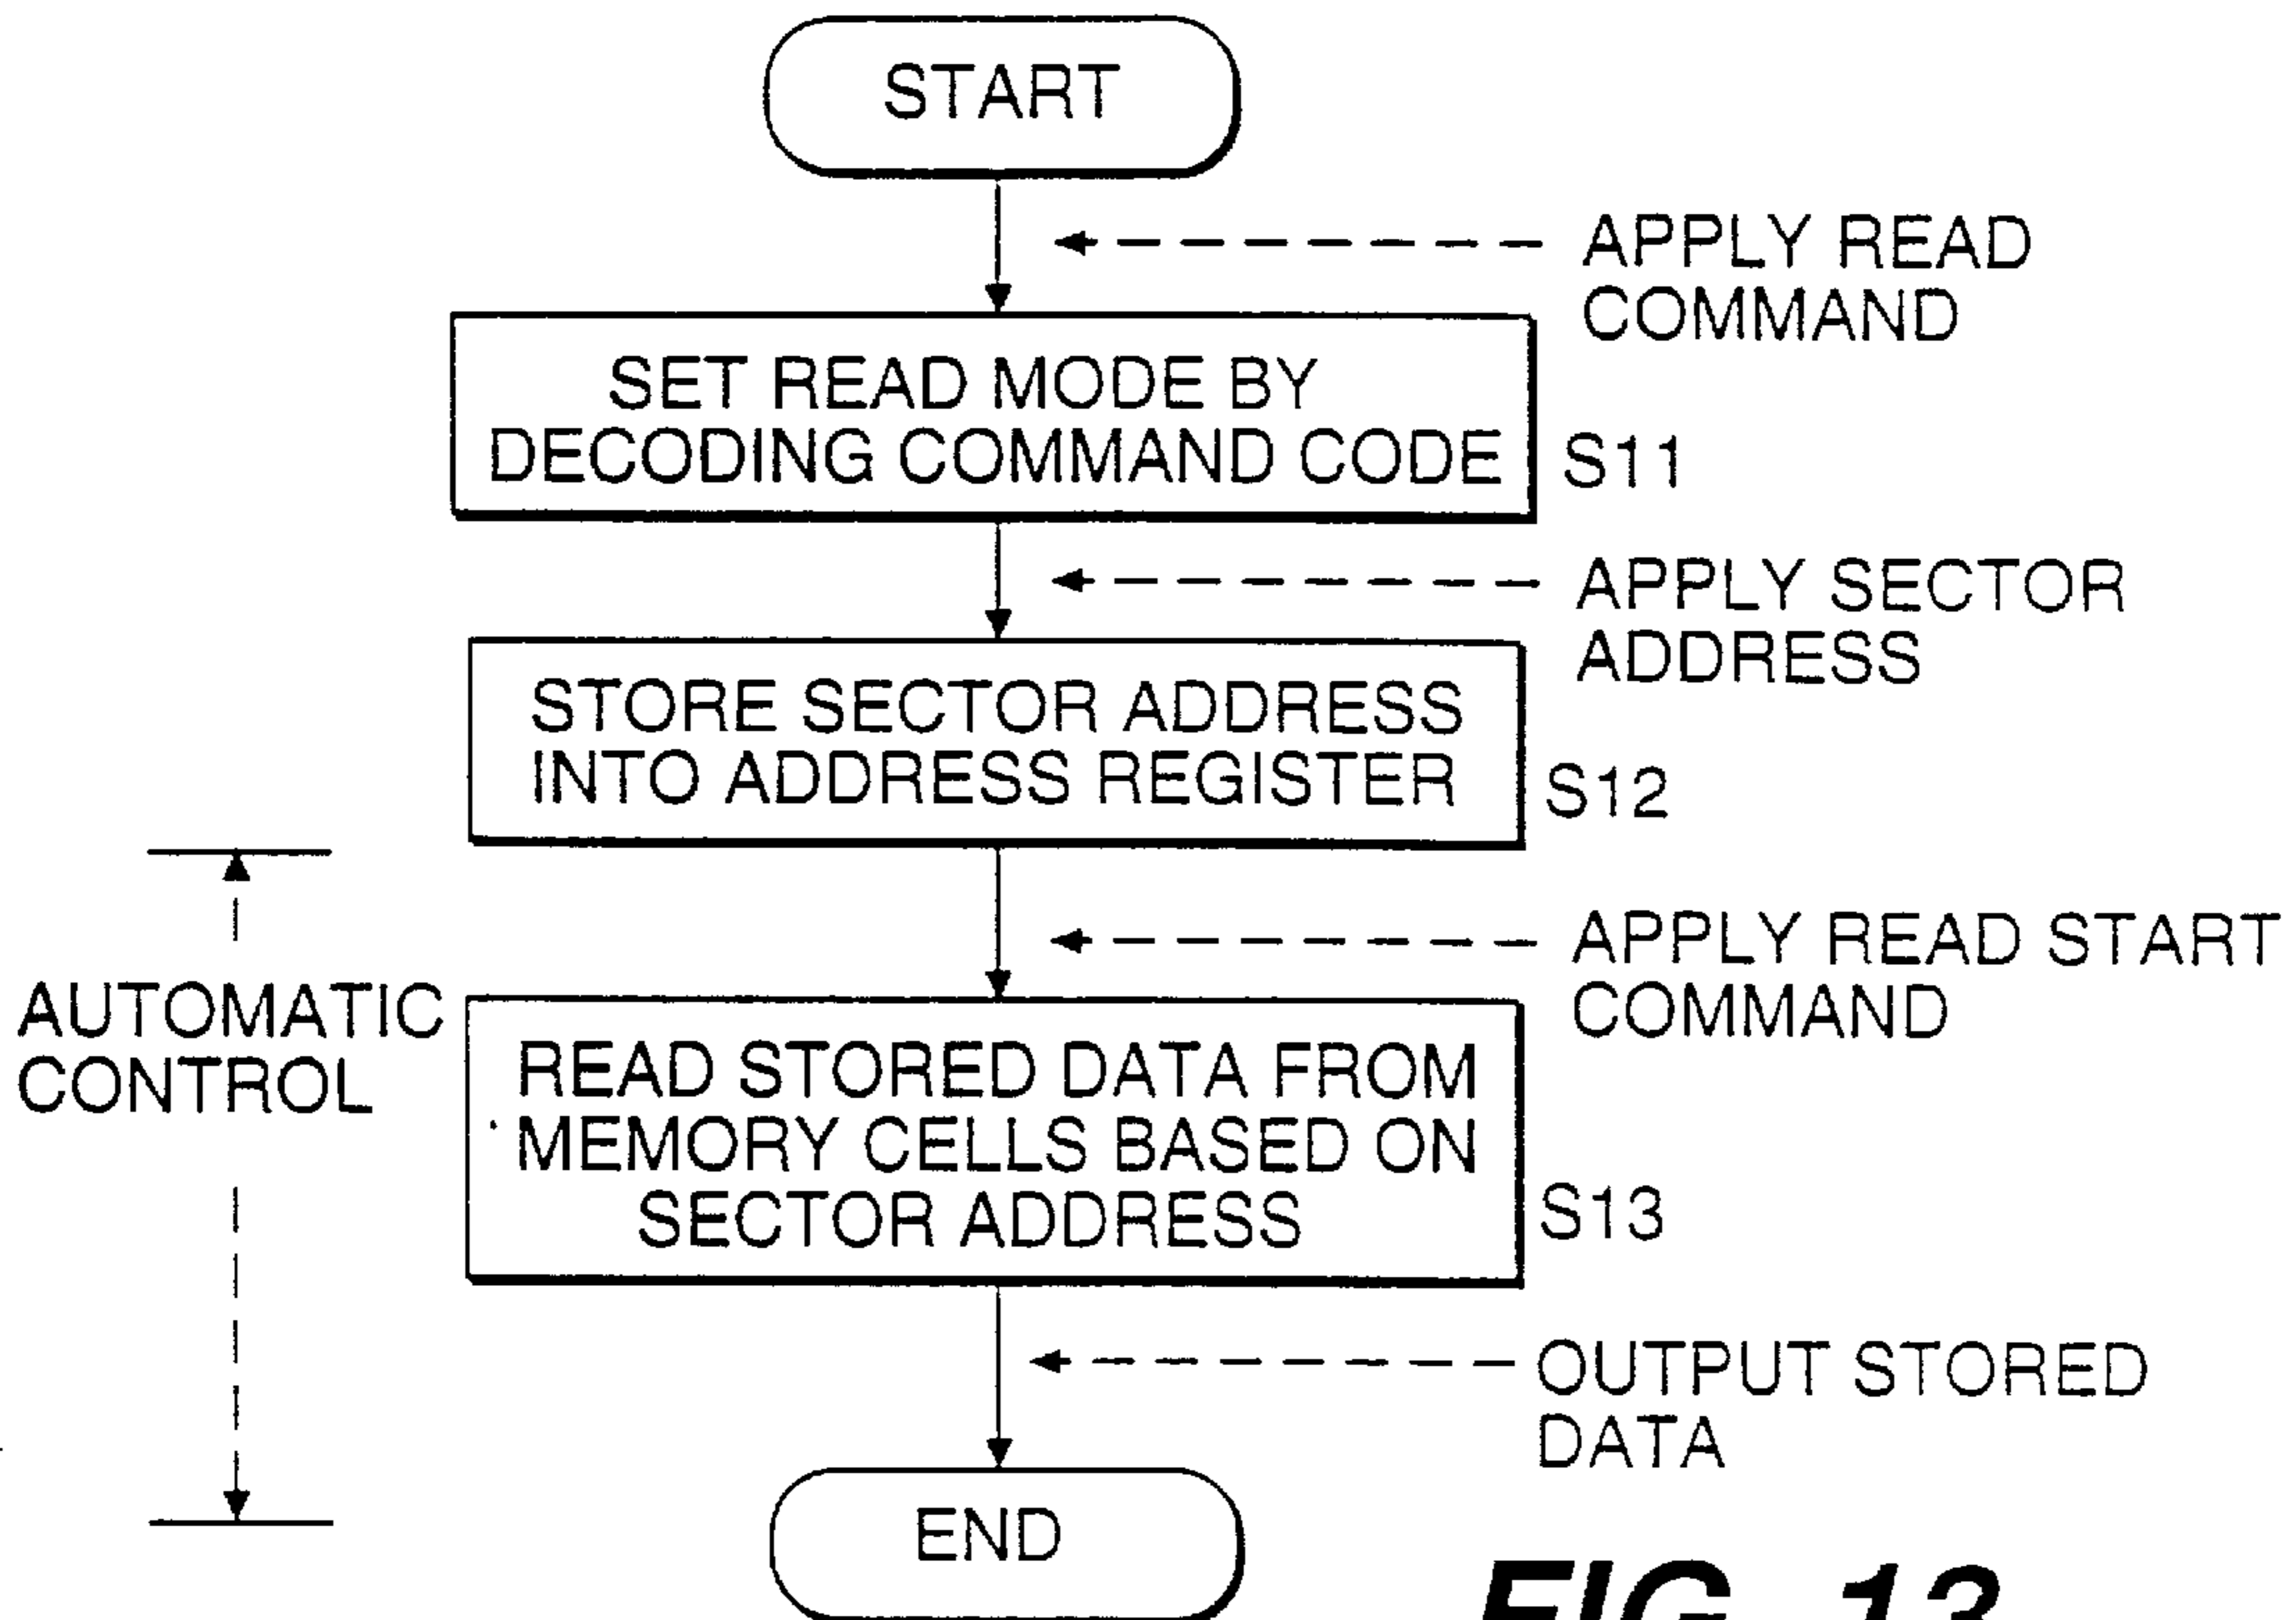 START
APPLY READ
COMMAND
SET READ MODE BY
DECODING COMMAND CODE
S11
APPLY SECTOR
ADDRESS
STORE SECTOR ADDRESS
INTO ADDRESS REGISTER
S12
APPLY READ START
COMMAND
AUTOMATIC
CONTROL
READ STORED DATA FROM
MEMORY CELLS BASED ON
SECTOR ADDRESS
S13
OUTPUT STORED
DATA
END
FIG. 13